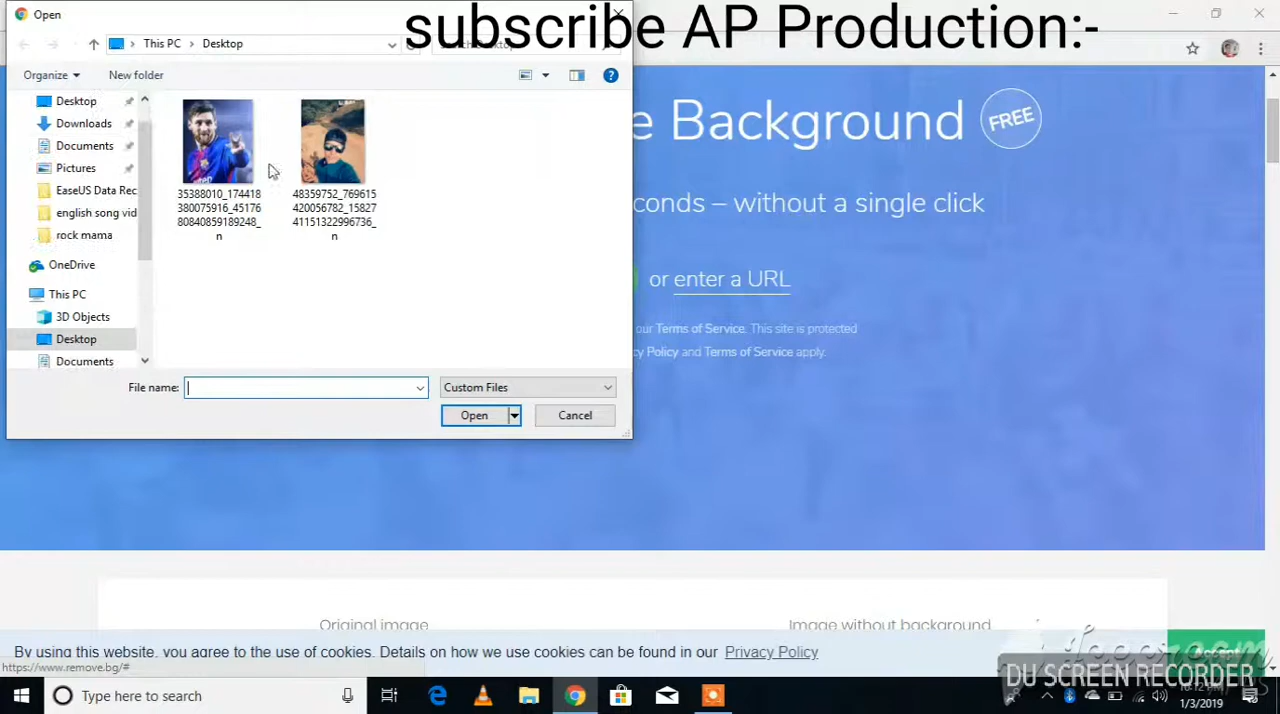 Open
subscribe AP Production:-
This PC
Desktop
Organize
New folder
Desktop
Downloads
Documents
Pictures
EaseUS Data Rec
english song vid
rock mama
OneDrive
This PC
3D Objects
Desktop
Documents
35388010_174418
380075916_45176
80840859189248_
n
48359752_769615
420056782_15827
41151322996736_
n
File name:
Custom Files
Open
Cancel
e Background
FREE
conds – without a single click
or enter a URL
our Terms of Service. This site is protected
cy Policy and Terms of Service apply.
Original image
Image without background
By using this website, you agree to the use of cookies. Details on how we use cookies can be found in our Privacy Policy
Accept
https://www.remove.bg/#
DU SCREEN RECORDER
Type here to search
10:12 pm
1/3/2019